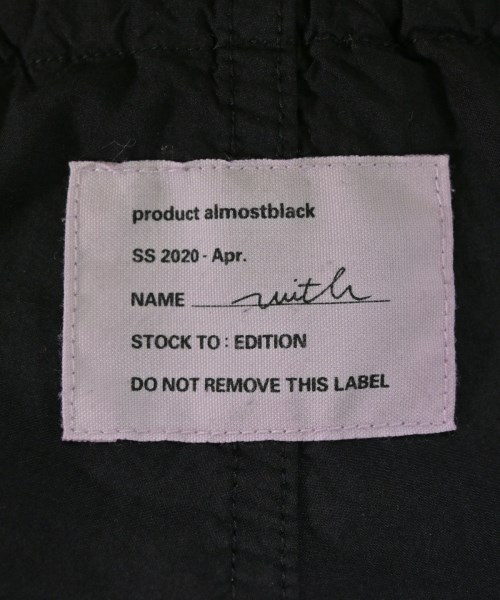 product almostblack
SS 2020 - Apr.
NAME with
STOCK TO : EDITION
DO NOT REMOVE THIS LABEL